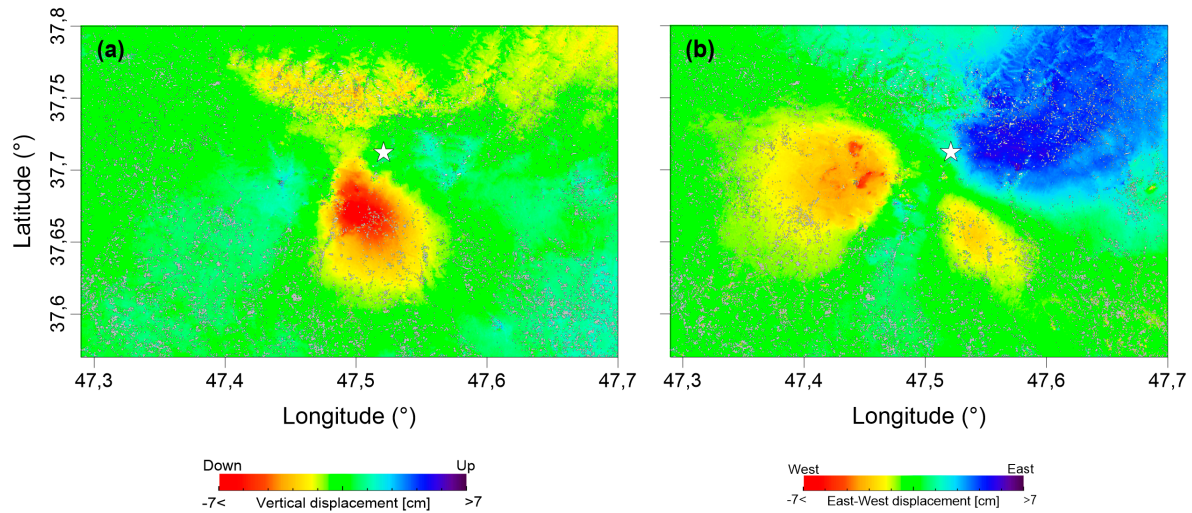 (a)
(b)
37,8
37,75
37,7
37,65
37,6
Latitude (°)
47,3 47,4 47,5 47,6 47,7
47,3 47,4 47,5 47,6 47,7
Longitude (°)
Longitude (°)
Down Up
-7< Vertical displacement [cm] >7
West East
-7< East-West displacement [cm] >7